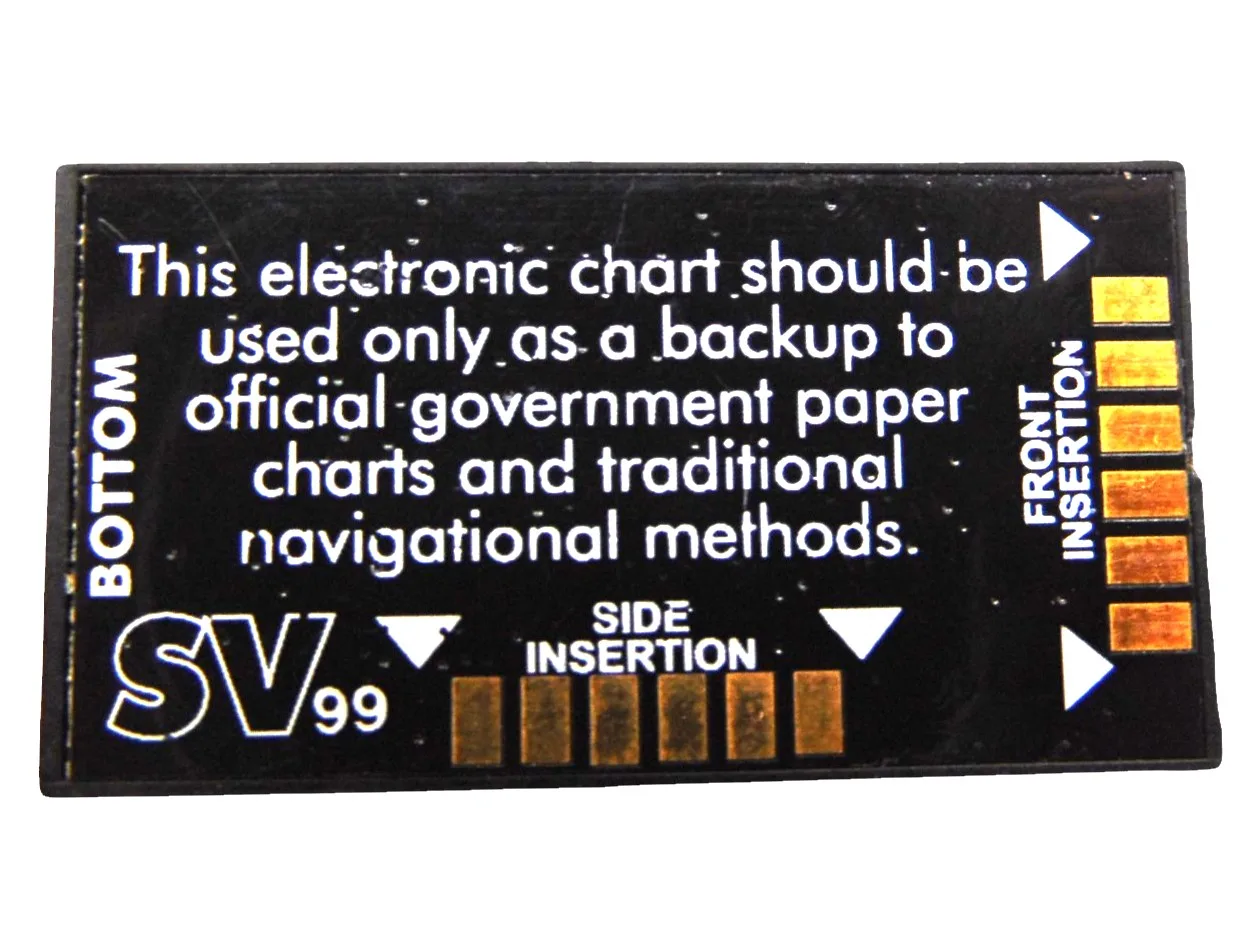 This electronic chart should be
used only as a backup to
official government paper
charts and traditional
navigational methods.
BOTTOM
FRONT
INSERTION
SIDE
INSERTION
SV99